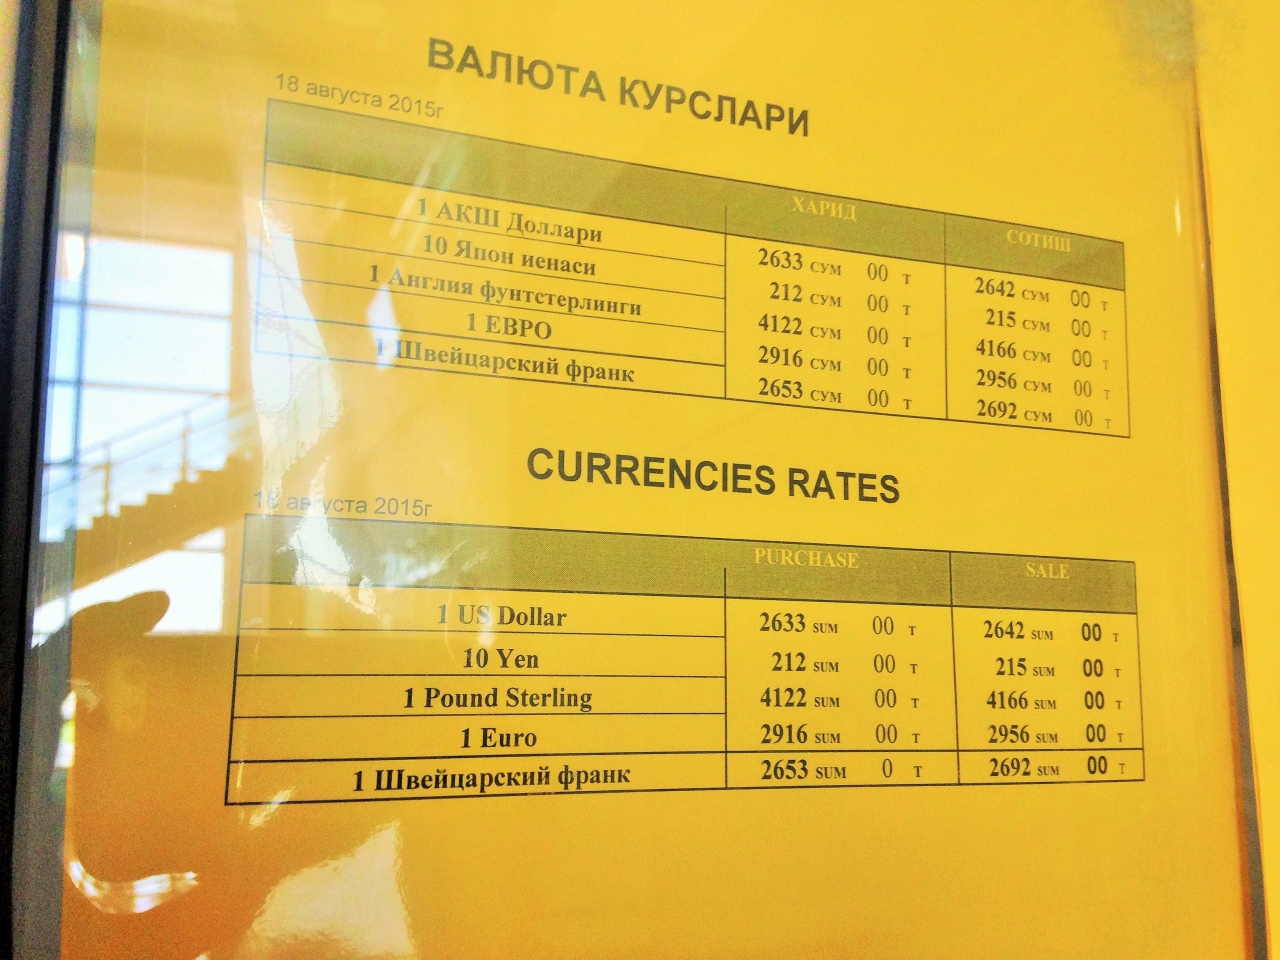 ВАЛЮТА КУРСЛАРИ
18 августа 2015г
ХАРИД СОТИШ
1 АКШ Доллари 2633 СУМ 00 Т 2642 СУМ 00 Т
10 Япон иенаси 212 СУМ 00 Т 215 СУМ 00 Т
1 Англия фунтстерлинги 4122 СУМ 00 Т 4166 СУМ 00 Т
1 ЕВРО 2916 СУМ 00 Т 2956 СУМ 00 Т
1 Швейцарский франк 2653 СУМ 00 Т 2692 СУМ 00 Т
CURRENCIES RATES
18 августа 2015г
PURCHASE SALE
1 US Dollar 2633 SUM 00 T 2642 SUM 00 T
10 Yen 212 SUM 00 T 215 SUM 00 T
1 Pound Sterling 4122 SUM 00 T 4166 SUM 00 T
1 Euro 2916 SUM 00 T 2956 SUM 00 T
1 Швейцарский франк 2653 SUM 0 T 2692 SUM 00 T